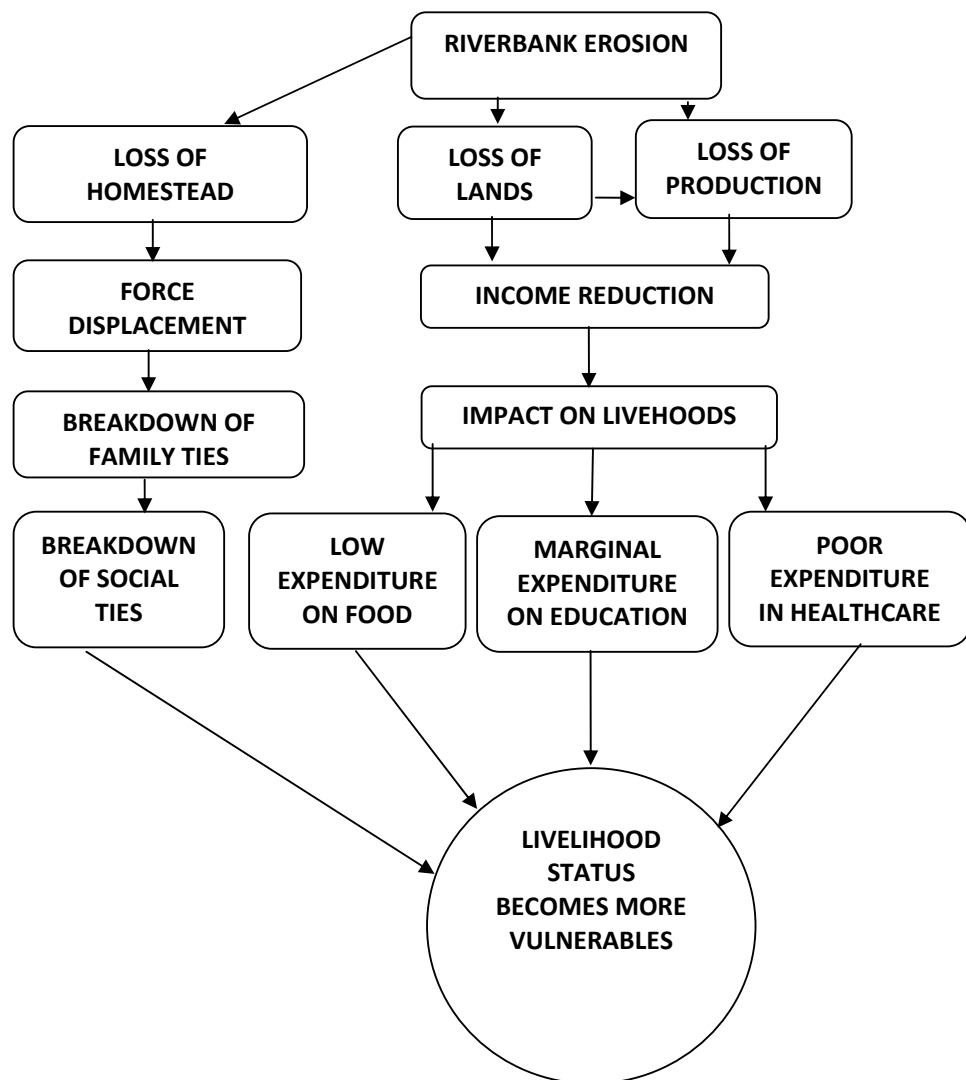 RIVERBANK EROSION
LOSS OF
HOMESTEAD
LOSS OF
LANDS
LOSS OF
PRODUCTION
FORCE
DISPLACEMENT
INCOME REDUCTION
BREAKDOWN OF
FAMILY TIES
IMPACT ON LIVEHOODS
BREAKDOWN
OF SOCIAL
TIES
LOW
EXPENDITURE
ON FOOD
MARGINAL
EXPENDITURE
ON EDUCATION
POOR
EXPENDITURE
IN HEALTHCARE
LIVELIHOOD
STATUS
BECOMES MORE
VULNERABLES